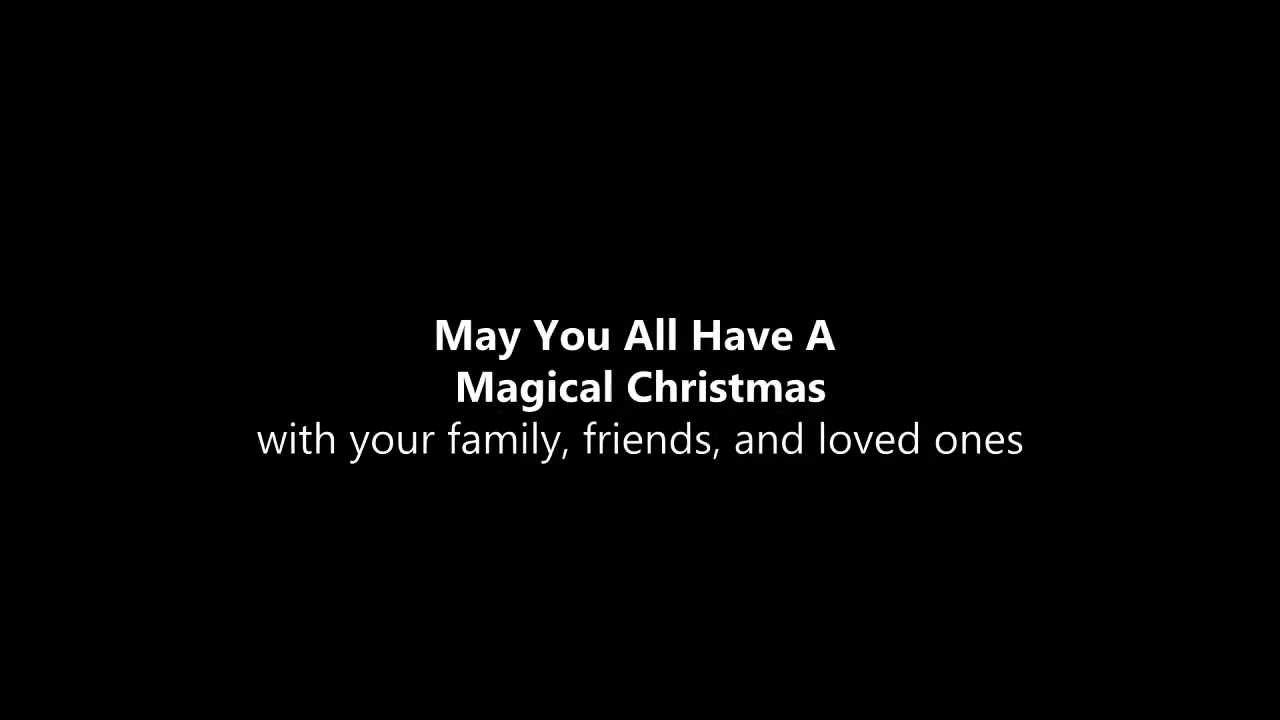 May You All Have A
Magical Christmas
with your family, friends, and loved ones